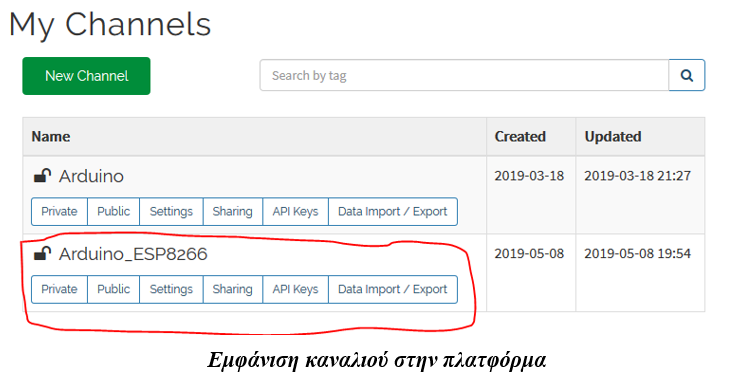 My Channels
New Channel
Search by tag
Name Created Updated
Arduino 2019-03-18 2019-03-18 21:27
Private Public Settings Sharing API Keys Data Import / Export
Arduino_ESP8266 2019-05-08 2019-05-08 19:54
Private Public Settings Sharing API Keys Data Import / Export
Εμφάνιση καναλιού στην πλατφόρμα